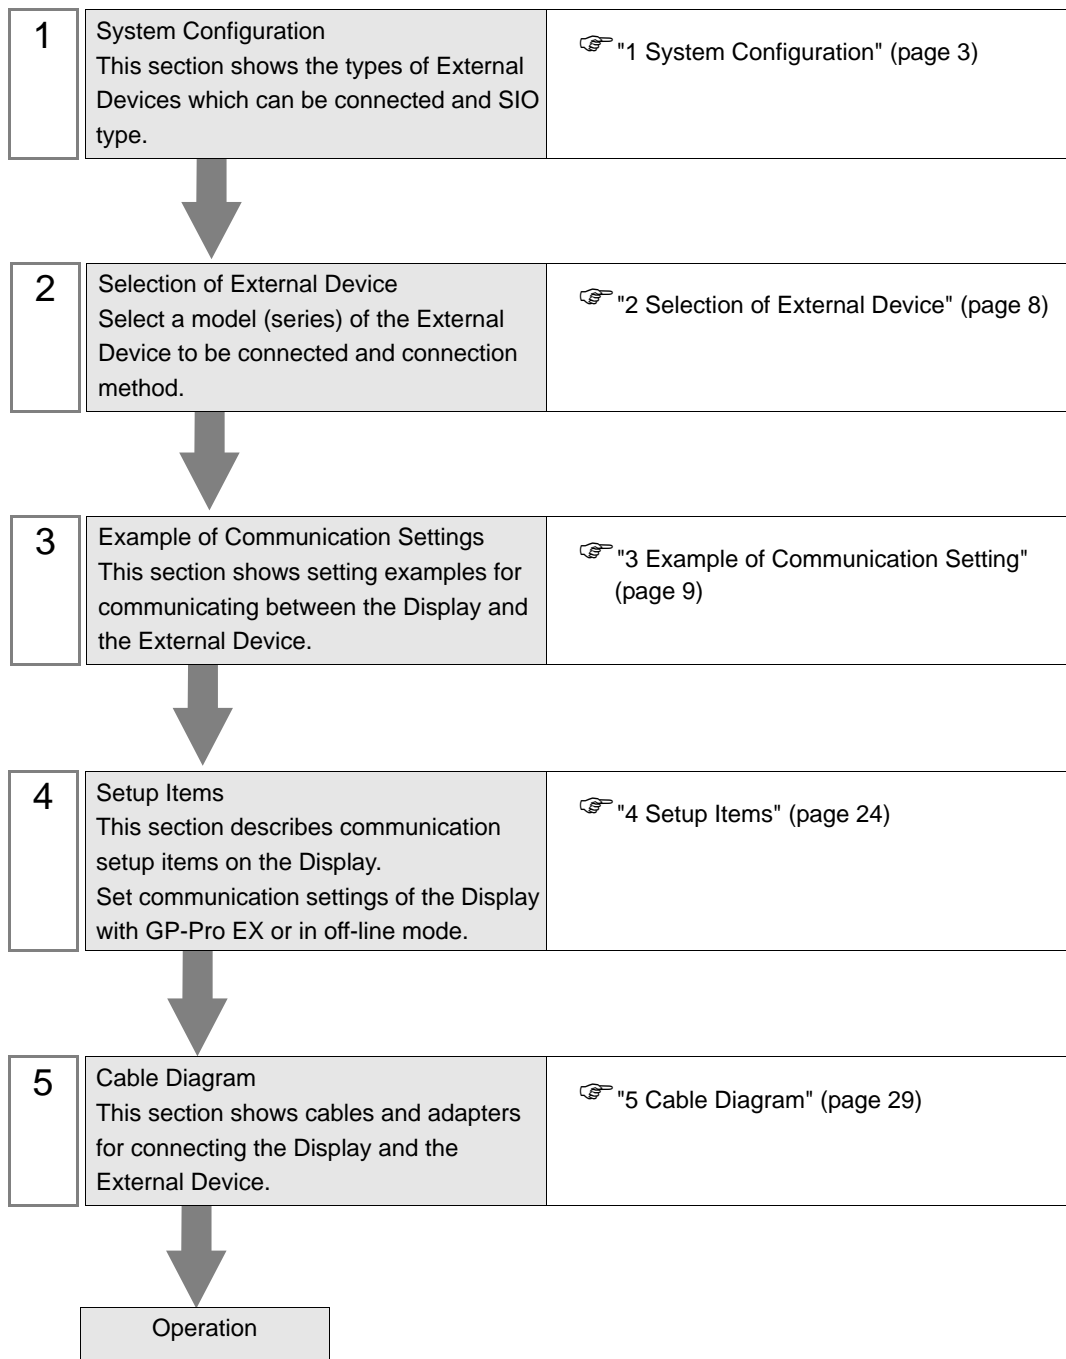 1
System Configuration
This section shows the types of External
Devices which can be connected and SIO
type.
"1 System Configuration" (page 3)
2
Selection of External Device
Select a model (series) of the External
Device to be connected and connection
method.
"2 Selection of External Device" (page 8)
3
Example of Communication Settings
This section shows setting examples for
communicating between the Display and
the External Device.
"3 Example of Communication Setting"
(page 9)
4
Setup Items
This section describes communication
setup items on the Display.
Set communication settings of the Display
with GP-Pro EX or in off-line mode.
"4 Setup Items" (page 24)
5
Cable Diagram
This section shows cables and adapters
for connecting the Display and the
External Device.
"5 Cable Diagram" (page 29)
Operation